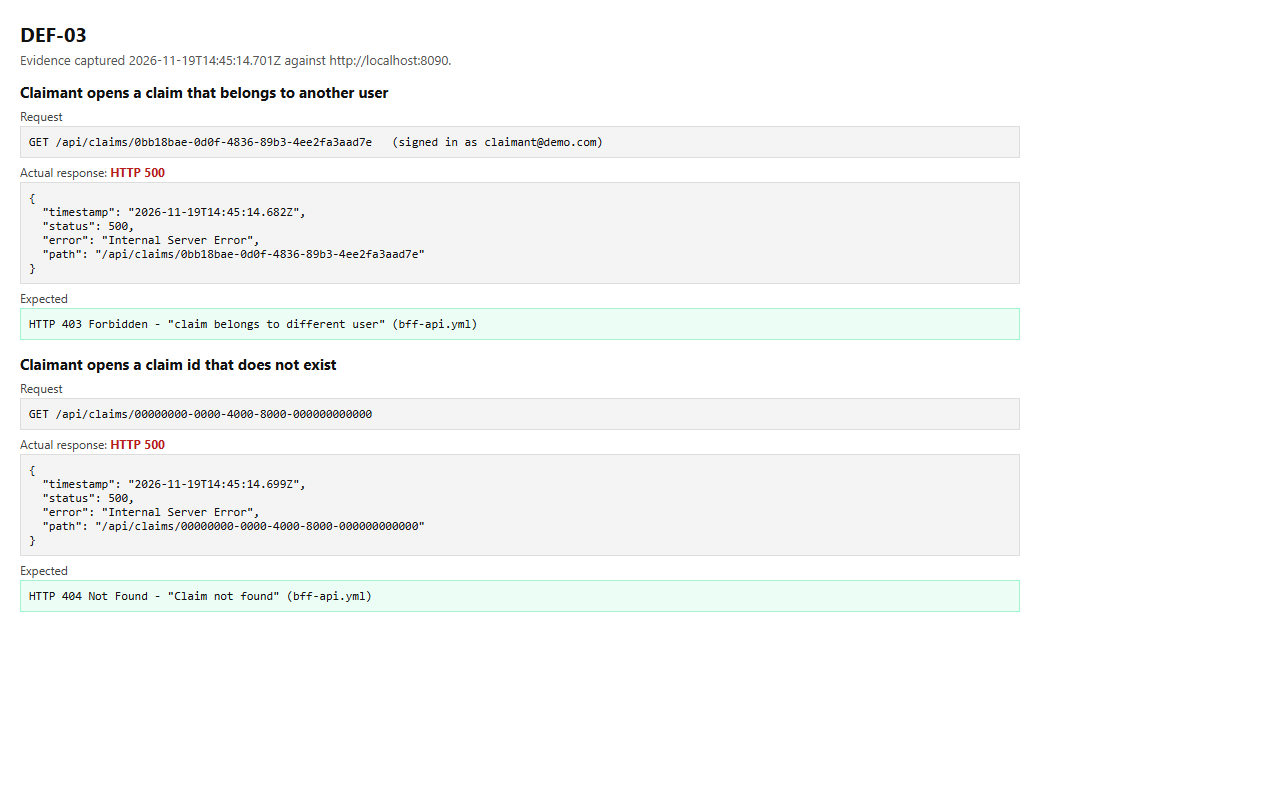 DEF-03
Evidence captured 2026-11-19T14:45:14.701Z against http://localhost:8090.
Claimant opens a claim that belongs to another user
Request
GET /api/claims/0bb18bae-0d0f-4836-89b3-4ee2fa3aad7e   (signed in as claimant@demo.com)
Actual response: HTTP 500
{
  "timestamp": "2026-11-19T14:45:14.682Z",
  "status": 500,
  "error": "Internal Server Error",
  "path": "/api/claims/0bb18bae-0d0f-4836-89b3-4ee2fa3aad7e"
}
Expected
HTTP 403 Forbidden - "claim belongs to different user" (bff-api.yml)
Claimant opens a claim id that does not exist
Request
GET /api/claims/00000000-0000-4000-8000-000000000000
Actual response: HTTP 500
{
  "timestamp": "2026-11-19T14:45:14.699Z",
  "status": 500,
  "error": "Internal Server Error",
  "path": "/api/claims/00000000-0000-4000-8000-000000000000"
}
Expected
HTTP 404 Not Found - "Claim not found" (bff-api.yml)